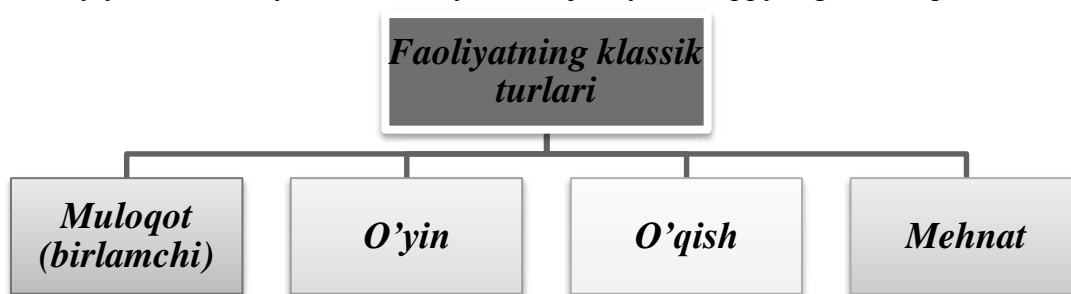 Faoliyatning klassik
turlari
Muloqot
(birlamchi)
O’yin
O’qish
Mehnat